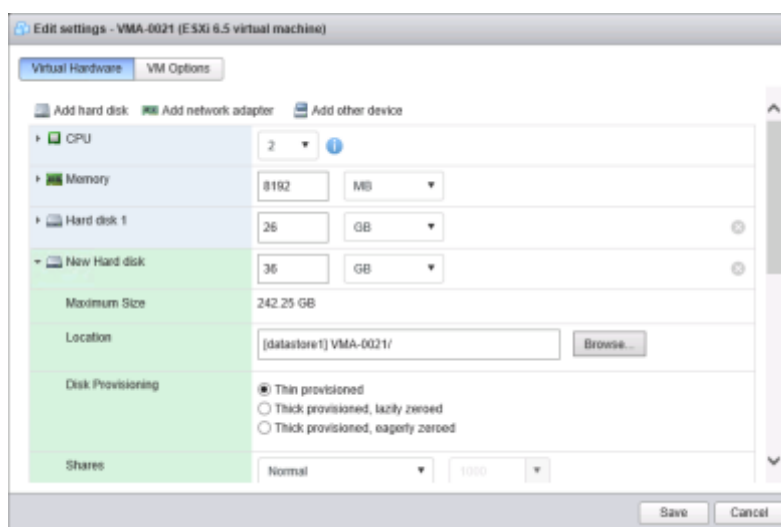 Edit settings - VMA-0021 (ESXi 6.5 virtual machine)
Virtual Hardware VM Options
Add hard disk Add network adapter Add other device
CPU 2
Memory 8192 MB
Hard disk 1 26 GB
New Hard disk 36 GB
Maximum Size 242.25 GB
Location [datastore1] VMA-0021/ Browse...
Disk Provisioning
Thin provisioned
Thick provisioned, lazily zeroed
Thick provisioned, eagerly zeroed
Shares Normal 1000
Save Cancel